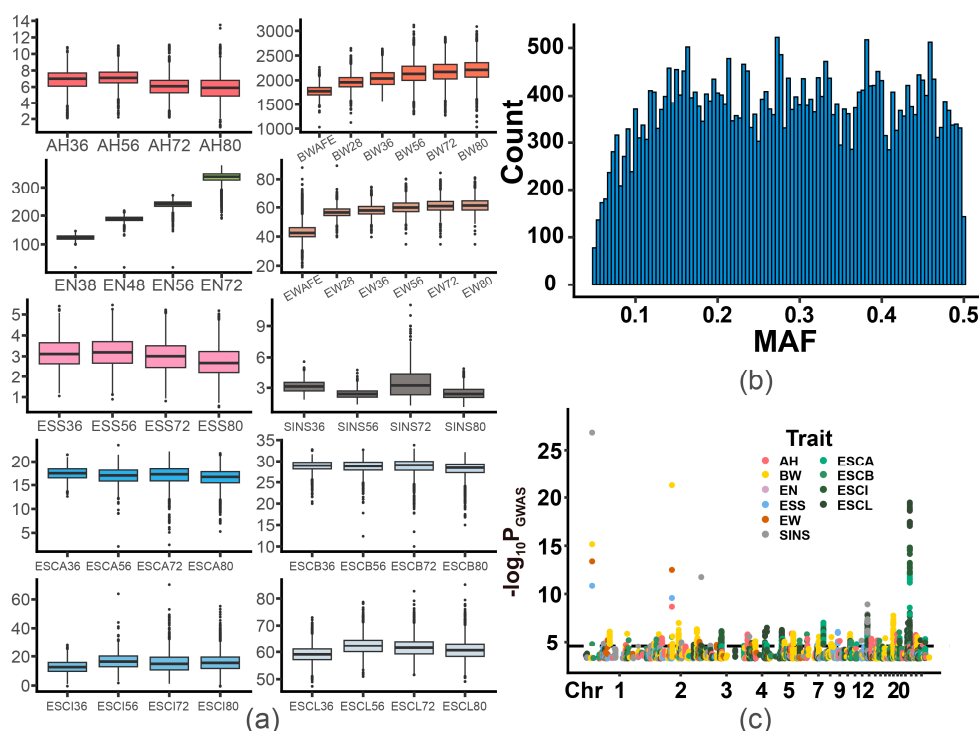 14
12
10
8
6
4
2
AH36 AH56 AH72 AH80
3000
2500
2000
1500
1000
BWAFE BW28 BW36 BW56 BW72 BW80
300
200
100
EN38 EN48 EN56 EN72
80
60
40
20
EWAFE EW28 EW36 EW56 EW72 EW80
5
4
3
2
1
ESS36 ESS56 ESS72 ESS80
9
6
3
SINS36 SINS56 SINS72 SINS80
20
15
10
5
ESCA36 ESCA56 ESCA72 ESCA80
35
30
25
20
15
10
ESCB36 ESCB56 ESCB72 ESCB80
60
40
20
0
ESCI36 ESCI56 ESCI72 ESCI80
80
70
60
50
ESCL36 ESCL56 ESCL72 ESCL80
(a)
Count
500
400
300
200
100
0
0.1 0.2 0.3 0.4 0.5
MAF
(b)
-log10PGWAS
25
20
15
10
5
Trait
AH
BW
EN
ESS
EW
SINS
ESCA
ESCB
ESCI
ESCL
Chr 1 2 3 4 5 7 9 12 20
(c)